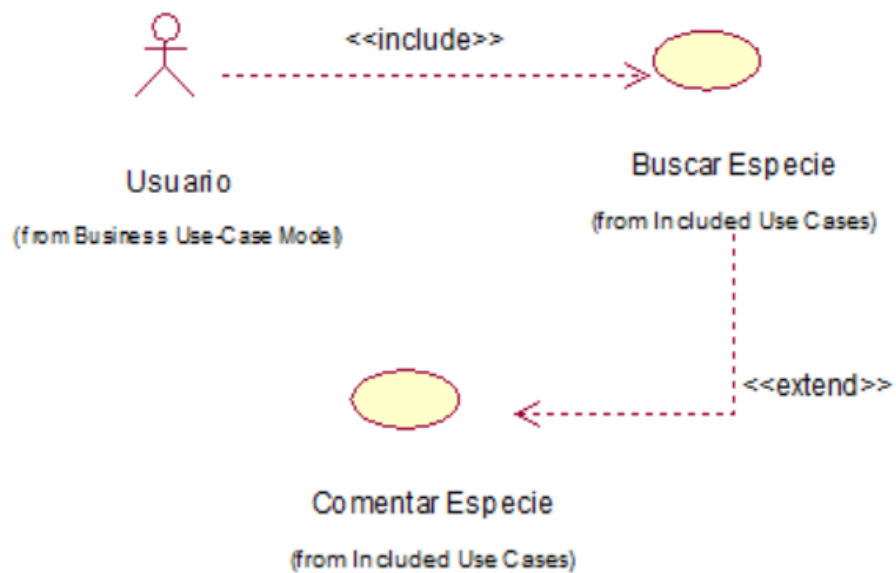 <<include>>
Usuario
(from Business Use-Case Model)
Buscar Especie
(from Included Use Cases)
<<extend>>
Comentar Especie
(from Included Use Cases)